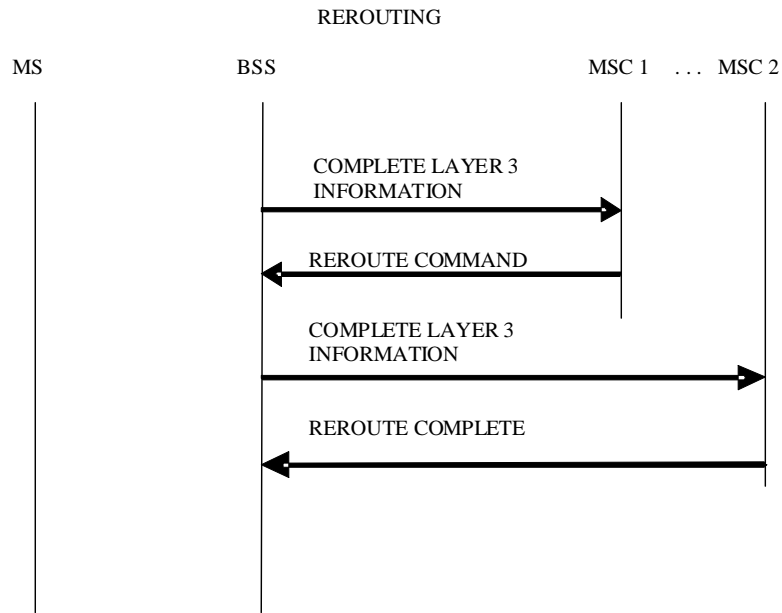 REROUTING
MS BSS MSC 1 . . . MSC 2
COMPLETE LAYER 3
INFORMATION
REROUTE COMMAND
COMPLETE LAYER 3
INFORMATION
REROUTE COMPLETE